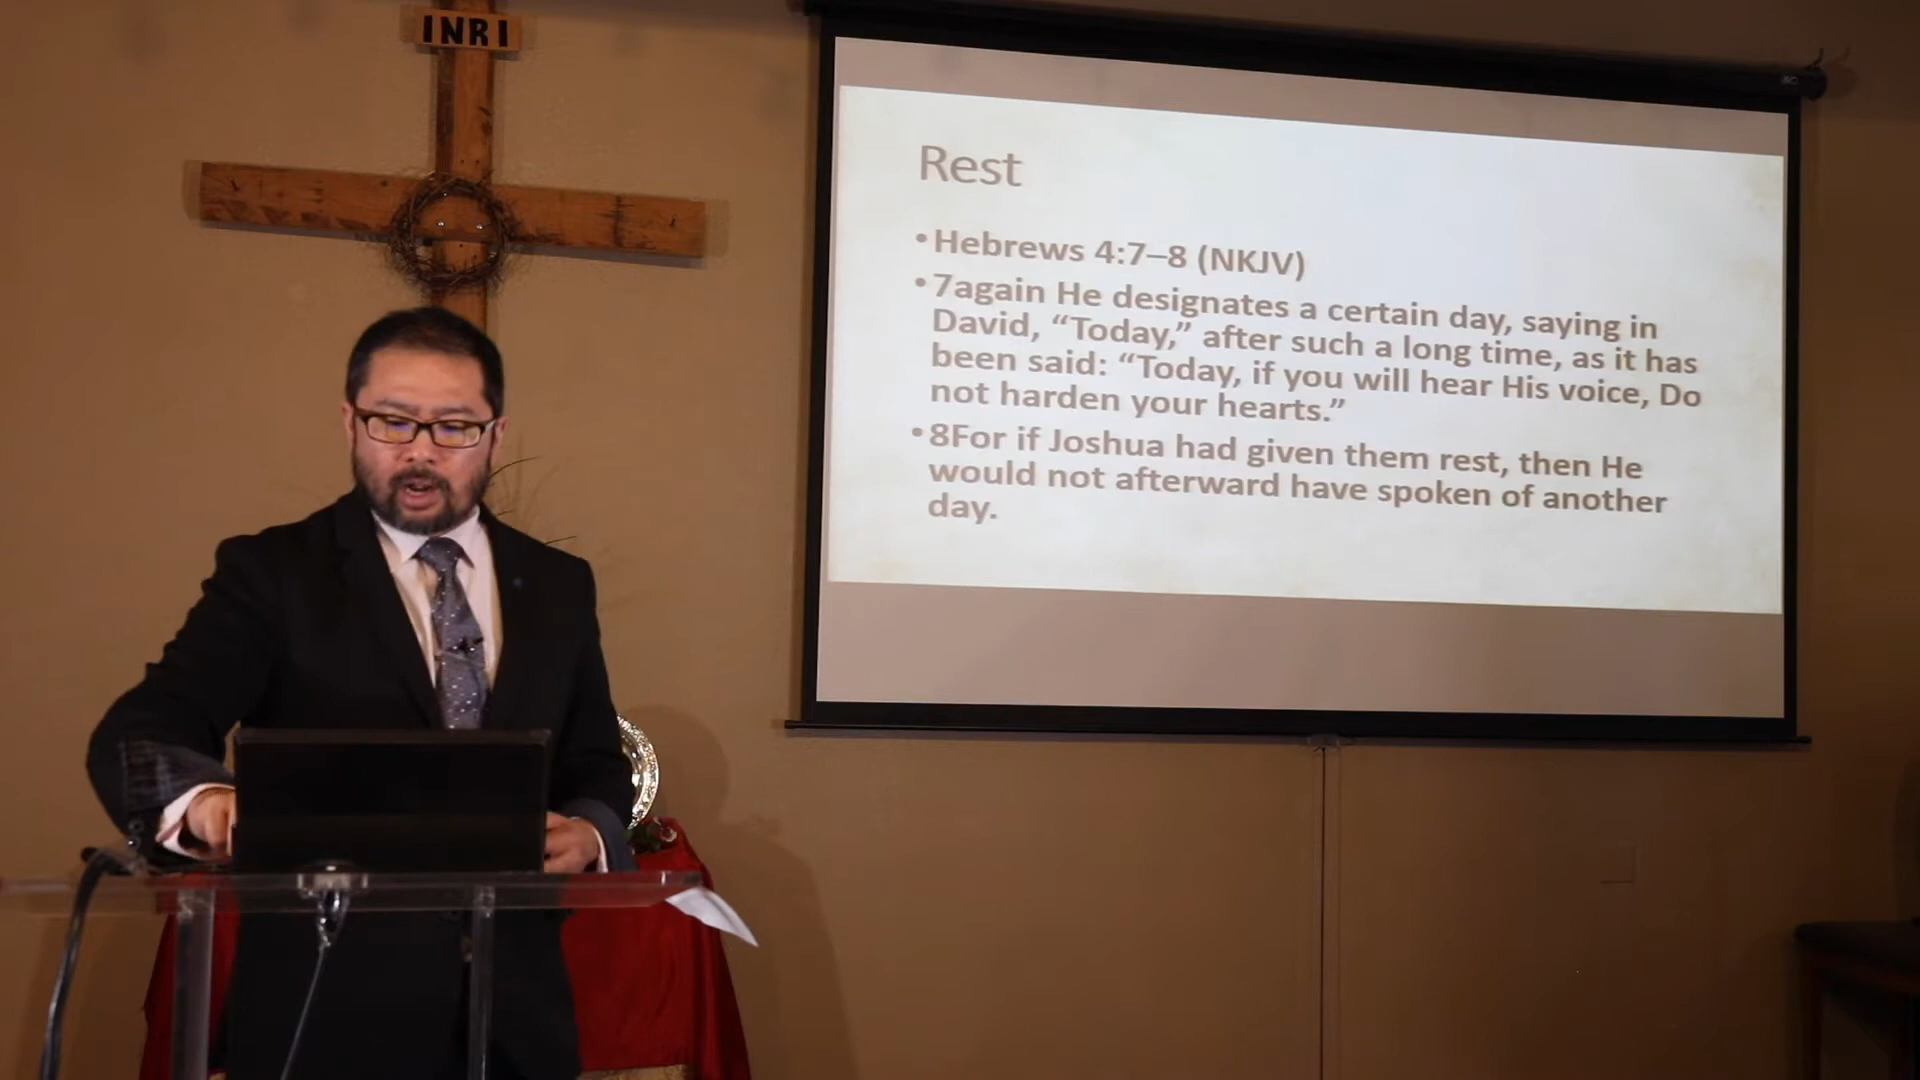 INRI
Rest
•Hebrews 4:7–8 (NKJV)
•7again He designates a certain day, saying in
David, “Today,” after such a long time, as it has
been said: “Today, if you will hear His voice, Do
not harden your hearts.”
•8For if Joshua had given them rest, then He
would not afterward have spoken of another
day.